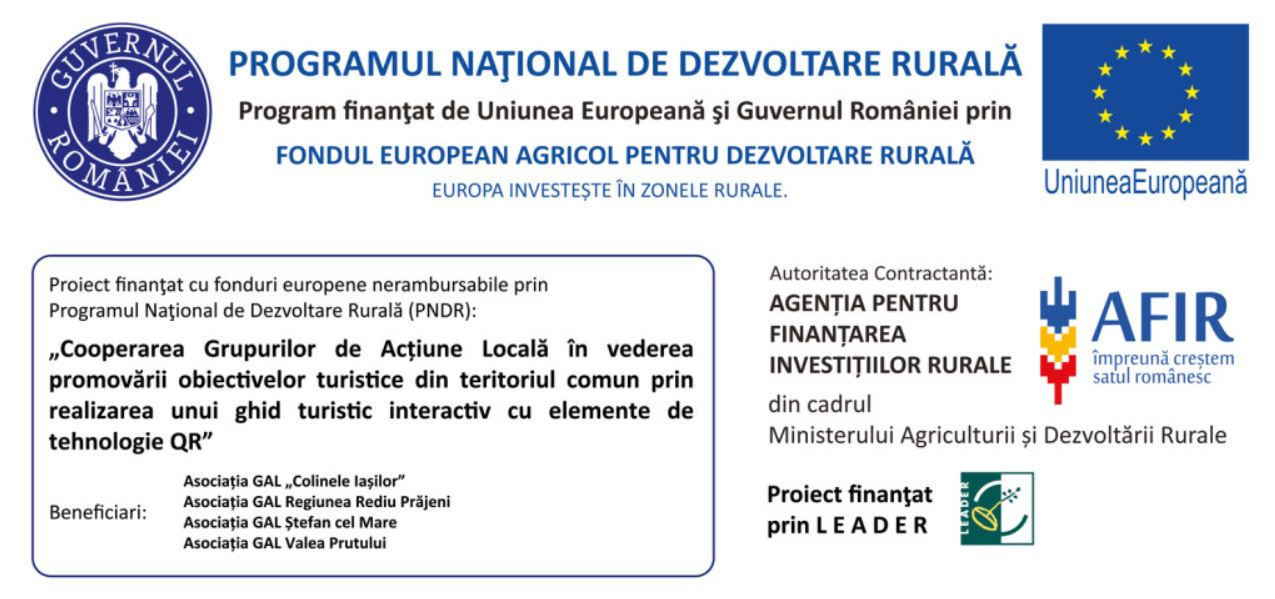 GUVERNUL ROMÂNIEI
PROGRAMUL NAŢIONAL DE DEZVOLTARE RURALĂ
Program finanţat de Uniunea Europeană şi Guvernul României prin
FONDUL EUROPEAN AGRICOL PENTRU DEZVOLTARE RURALĂ
EUROPA INVESTEȘTE ÎN ZONELE RURALE.
UniuneaEuropeană
Proiect finanţat cu fonduri europene nerambursabile prin
Programul Naţional de Dezvoltare Rurală (PNDR):
„Cooperarea Grupurilor de Acțiune Locală în vederea
promovării obiectivelor turistice din teritoriul comun prin
realizarea unui ghid turistic interactiv cu elemente de
tehnologie QR”
Beneficiari:
Asociația GAL „Colinele Iașilor”
Asociația GAL Regiunea Rediu Prăjeni
Asociația GAL Ștefan cel Mare
Asociația GAL Valea Prutului
Autoritatea Contractantă:
AGENȚIA PENTRU
FINANȚAREA
INVESTIȚIILOR RURALE
AFIR
împreună creștem
satul românesc
din cadrul
Ministerului Agriculturii și Dezvoltării Rurale
Proiect finanţat
prin L E A D E R
LEADER